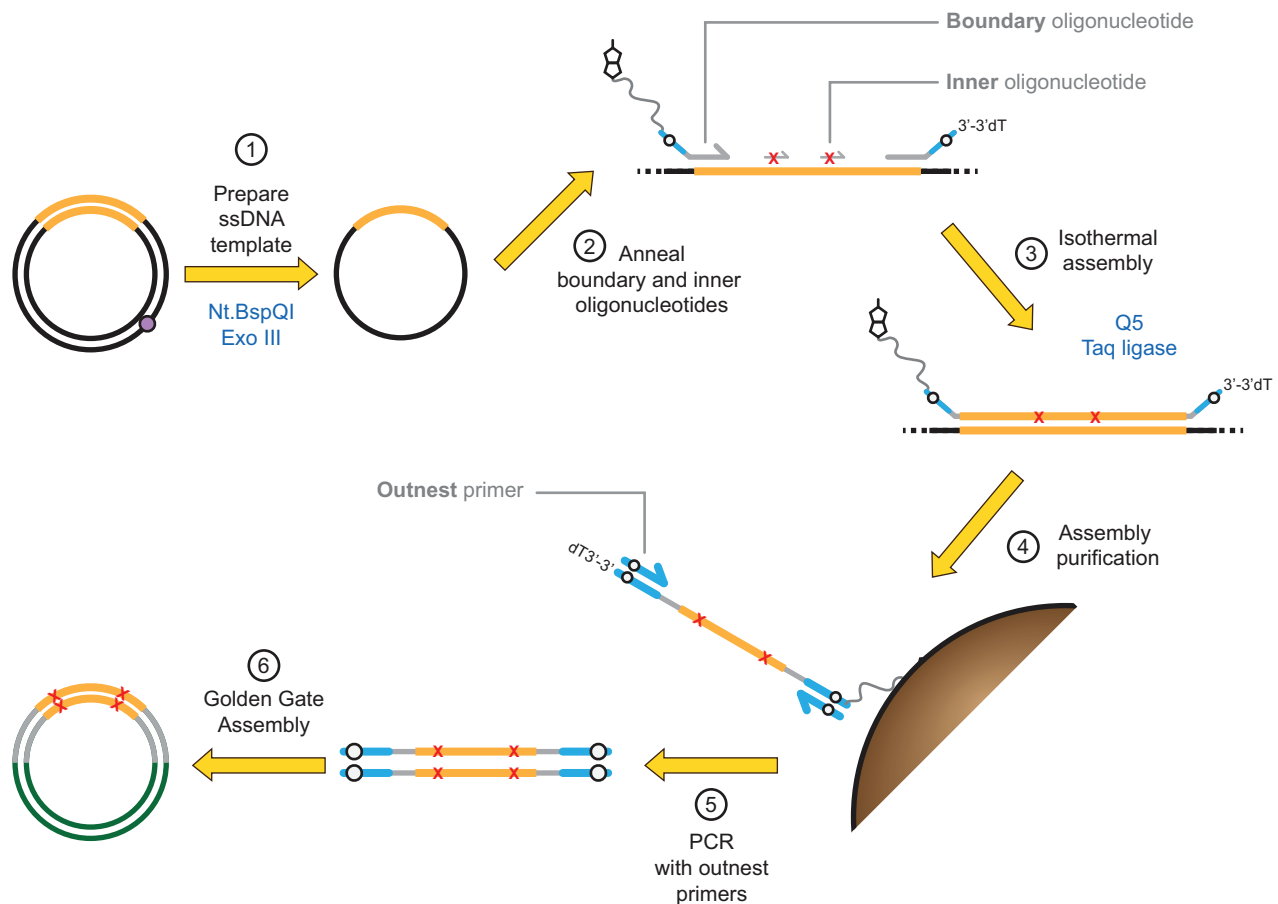 Boundary oligonucleotide
Inner oligonucleotide
3'-3'dT
1
Prepare
ssDNA
template
Nt.BspQI
Exo III
X
X
2
Anneal
boundary and inner
oligonucleotides
3
Isothermal
assembly
Q5
Taq ligase
3'-3'dT
X
X
Outnest primer
dT3'-3'
X
X
4
Assembly
purification
6
Golden Gate
Assembly
X
X
X
X
X
X
X
X
5
PCR
with outnest
primers